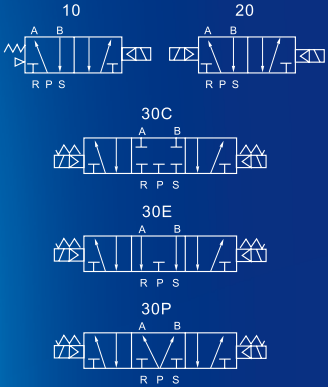 10 20
A B A B
R P S R P S
30C
A B
R P S
30E
A B
R P S
30P
A B
R P S